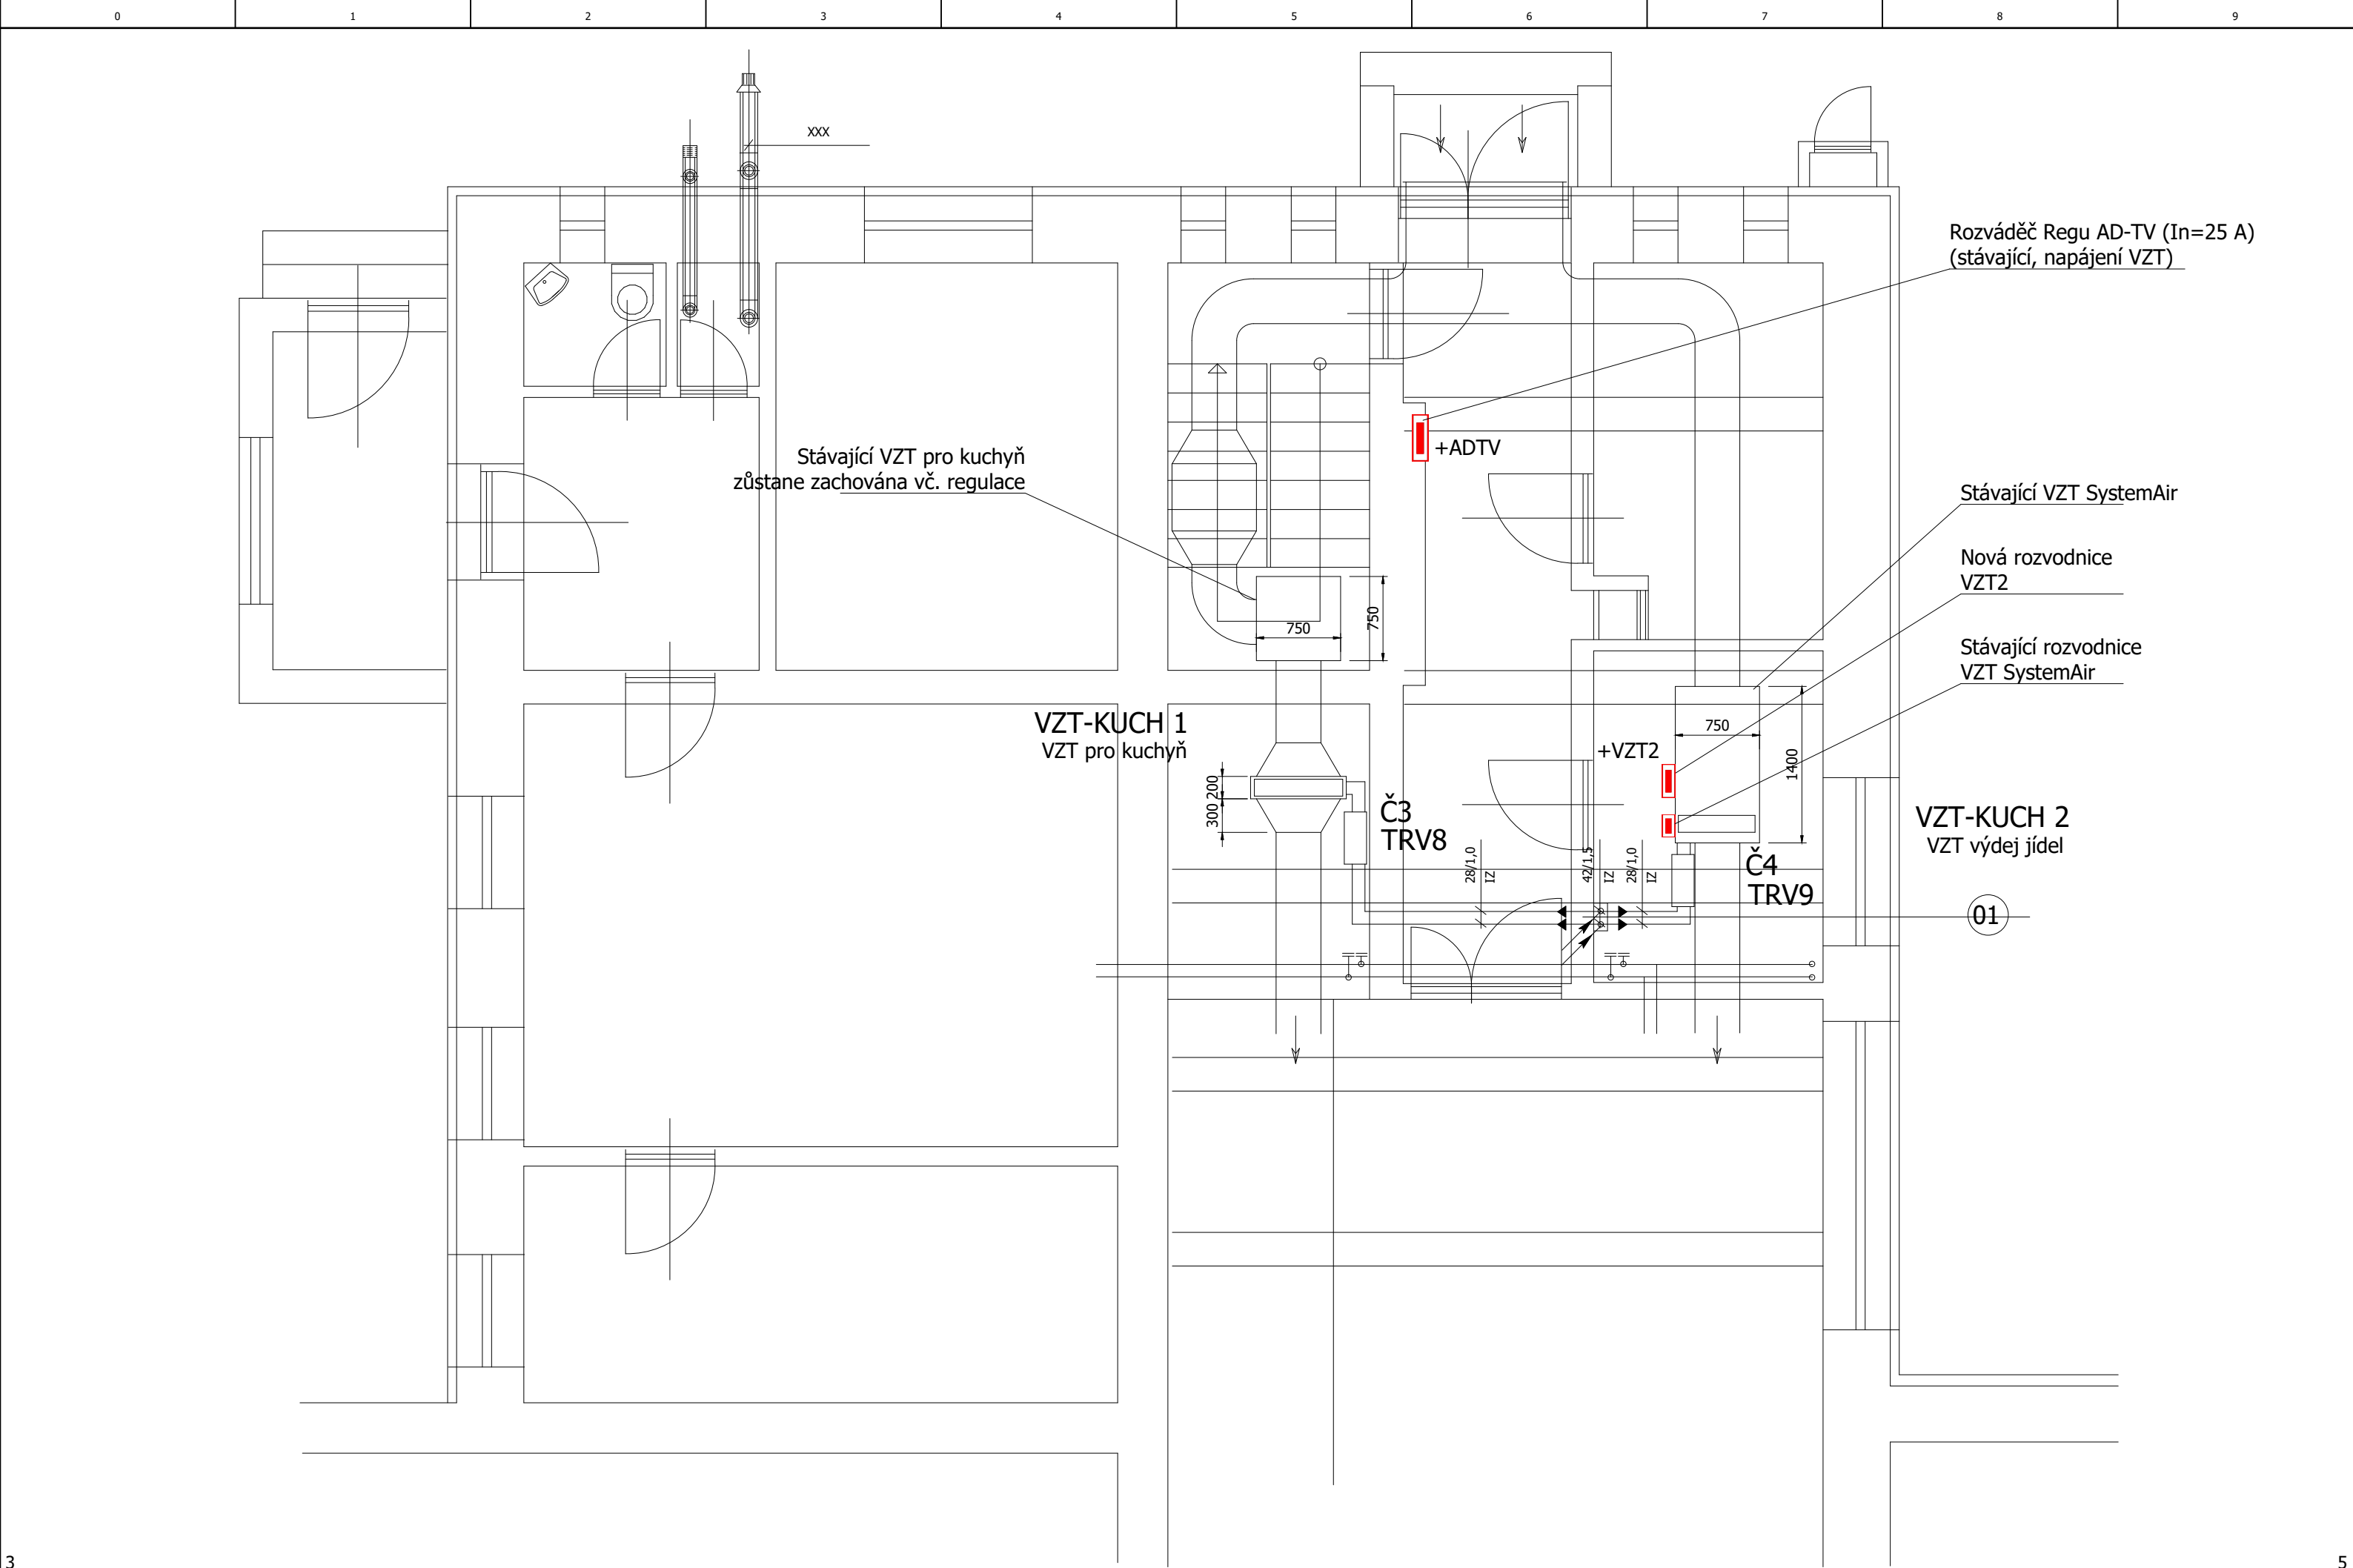 0 1 2 3 4 5 6 7 8 9
XXX
Rozváděč Regu AD-TV (In=25 A)
(stávající, napájení VZT)
+ADTV
Stávající VZT pro kuchyň
zůstane zachována vč. regulace
Stávající VZT SystemAir
Nová rozvodnice
VZT2
Stávající rozvodnice
VZT SystemAir
750
750
VZT-KUCH 1
VZT pro kuchyň
+VZT2
750
1400
200
300
Č3
TRV8
VZT-KUCH 2
VZT výdej jídel
28/1,0
IZ
42/1,5
IZ
28/1,0
IZ
Č4
TRV9
01
3
5